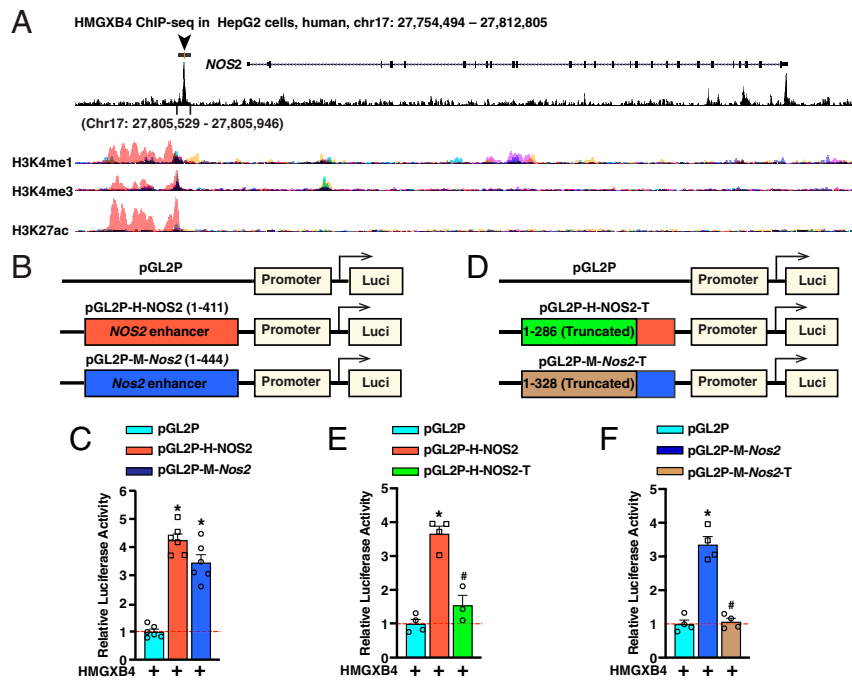 A
HMGXB4 ChIP-seq in HepG2 cells, human, chr17: 27,754,494 – 27,812,805
NOS2
(Chr17: 27,805,529 - 27,805,946)
H3K4me1
H3K4me3
H3K27ac
B
pGL2P
Promoter
Luci
pGL2P-H-NOS2 (1-411)
NOS2 enhancer
Promoter
Luci
pGL2P-M-Nos2 (1-444)
Nos2 enhancer
Promoter
Luci
D
pGL2P
Promoter
Luci
pGL2P-H-NOS2-T
1-286 (Truncated)
Promoter
Luci
pGL2P-M-Nos2-T
1-328 (Truncated)
Promoter
Luci
C
pGL2P
pGL2P-H-NOS2
pGL2P-M-Nos2
Relative Luciferase Activity
6
5
4
3
2
1
0
* *
HMGXB4 + + +
E
pGL2P
pGL2P-H-NOS2
pGL2P-H-NOS2-T
Relative Luciferase Activity
5
4
3
2
1
0
* #
HMGXB4 + + +
F
pGL2P
pGL2P-M-Nos2
pGL2P-M-Nos2-T
Relative Luciferase Activity
5
4
3
2
1
0
* #
HMGXB4 + + +